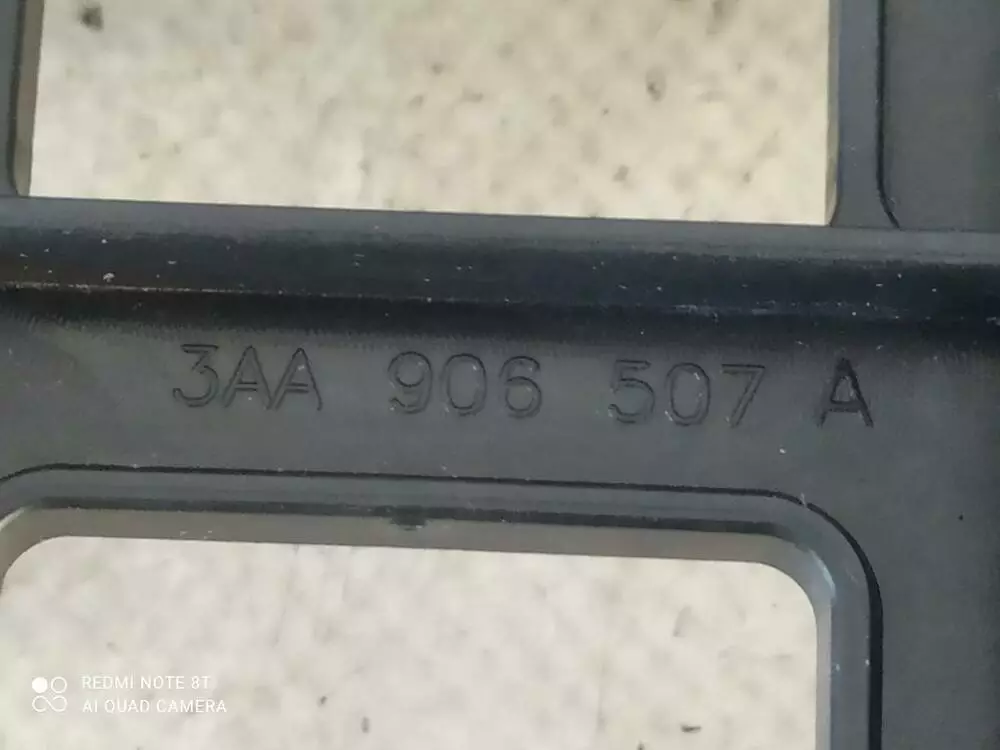 3AA 906 507 A
REDMI NOTE 8T
AI QUAD CAMERA